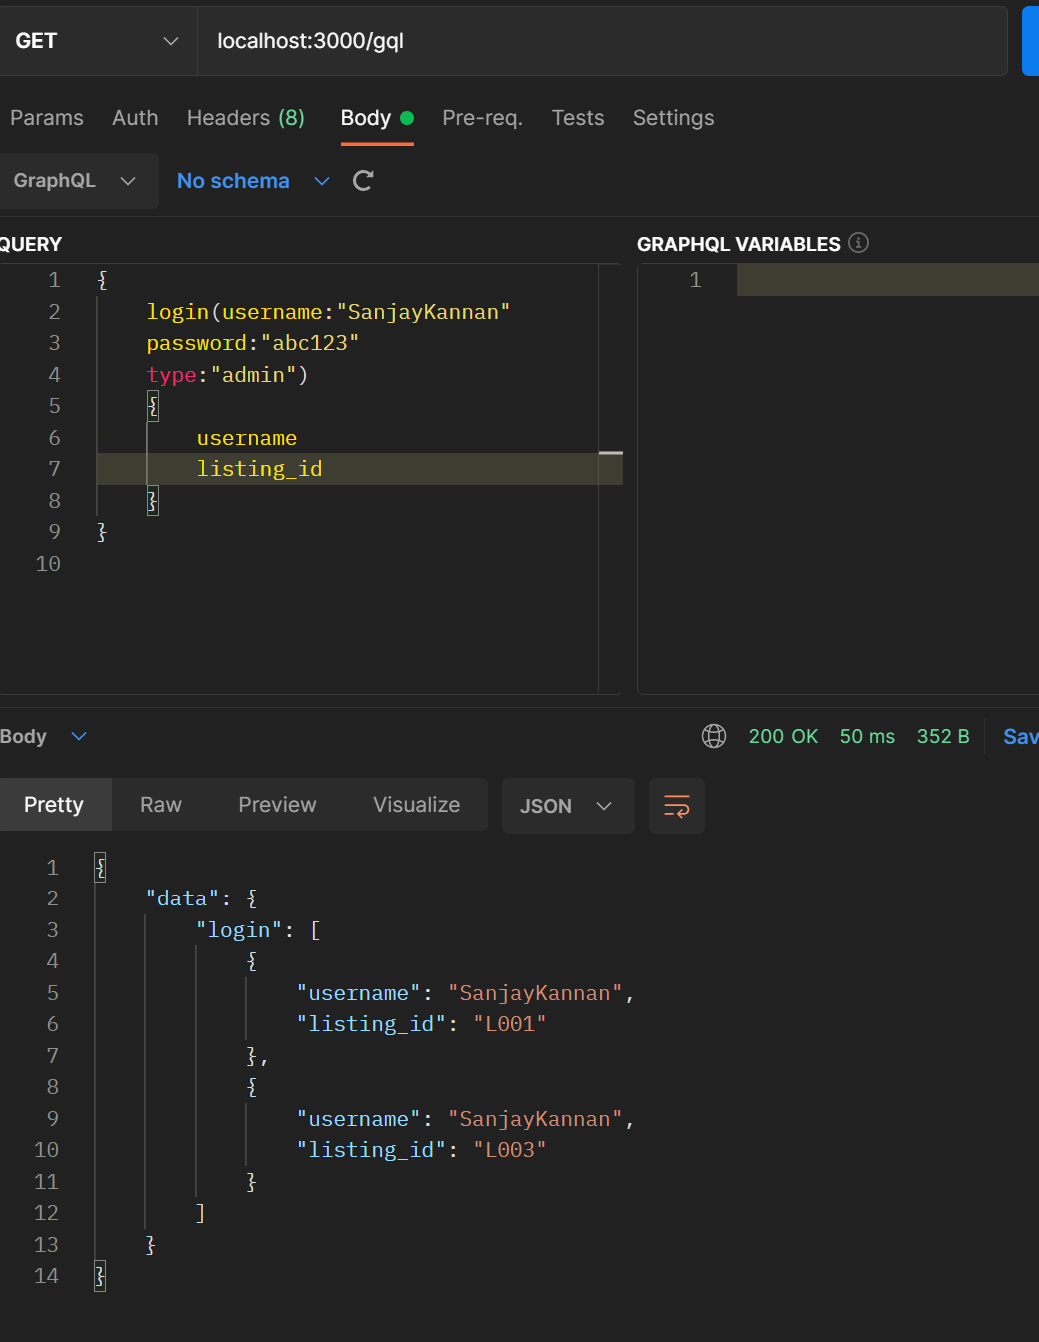 GET localhost:3000/gql
Params Auth Headers (8) Body Pre-req. Tests Settings
GraphQL No schema
QUERY
1 {
2 login(username:"SanjayKannan"
3 password:"abc123"
4 type:"admin")
5 {
6 username
7 listing_id
8 }
9 }
10
GRAPHQL VARIABLES
1
Body 200 OK 50 ms 352 B Sav
Pretty Raw Preview Visualize JSON
1 {
2 "data": {
3 "login": [
4 {
5 "username": "SanjayKannan",
6 "listing_id": "L001"
7 },
8 {
9 "username": "SanjayKannan",
10 "listing_id": "L003"
11 }
12 ]
13 }
14 }